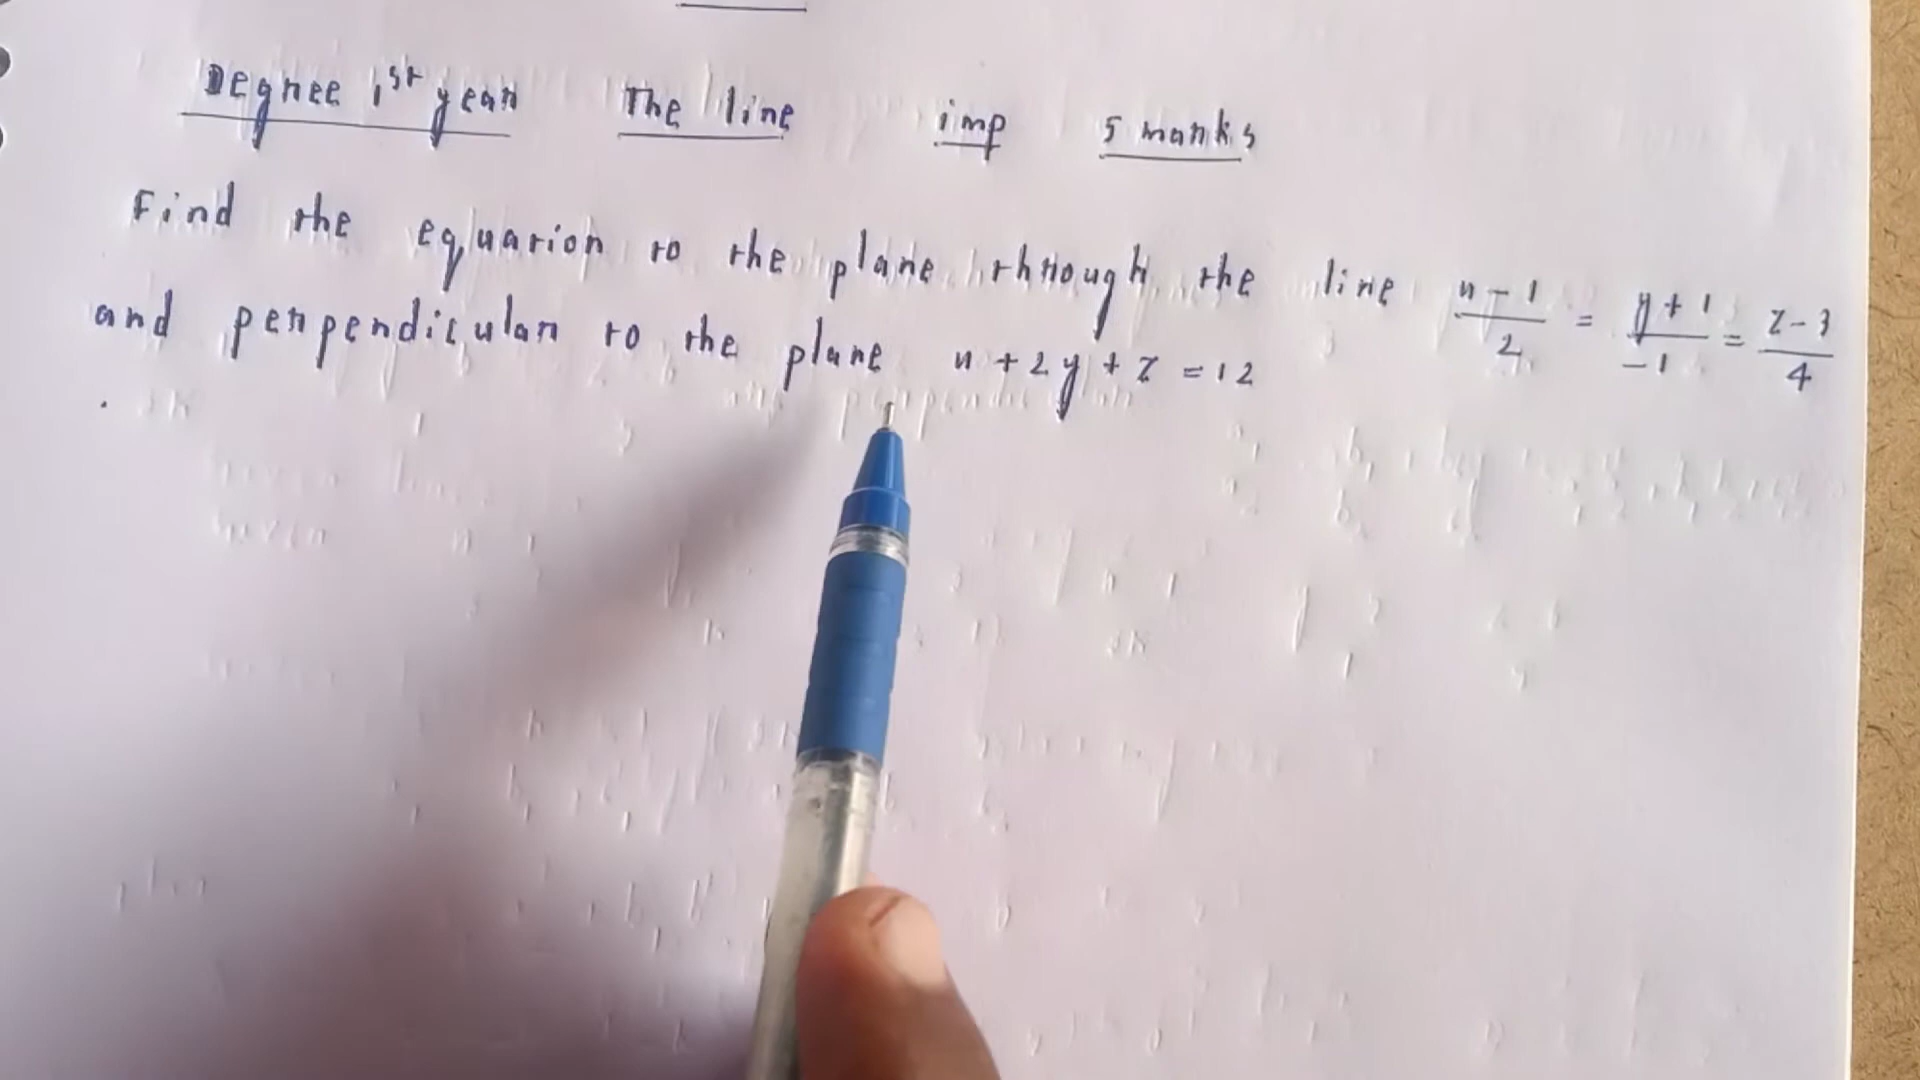 Degree 1st year The line imp 5 marks
Find the equation to the plane through the line x-1/2 = y+1/-1 = z-3/4
and perpendicular to the plane x+2y+z=12